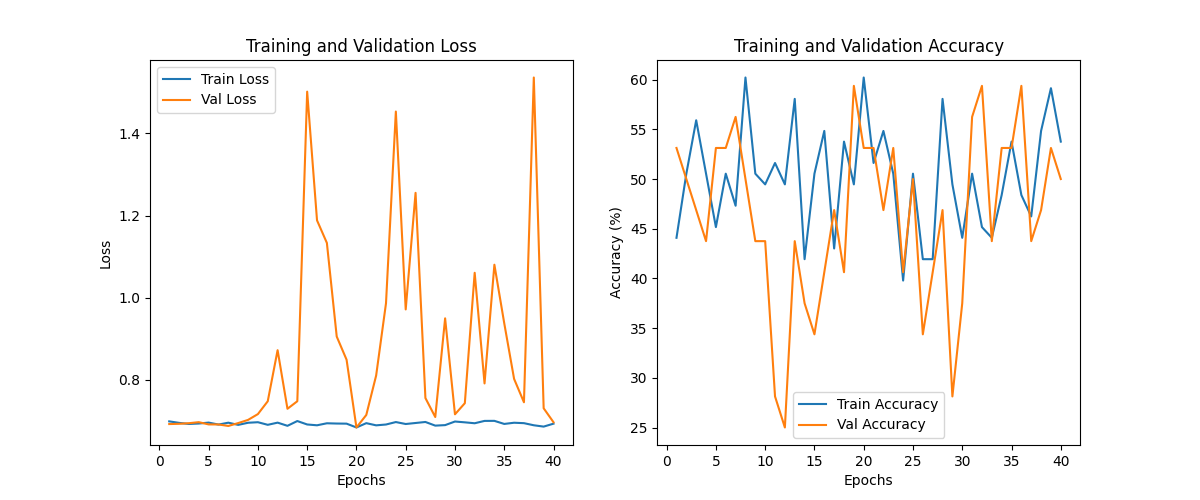 Training and Validation Loss
Train Loss
Val Loss
1.4
1.2
1.0
0.8
Loss
0 5 10 15 20 25 30 35 40
Epochs
Training and Validation Accuracy
60
55
50
45
40
35
30
25
Accuracy (%)
Train Accuracy
Val Accuracy
0 5 10 15 20 25 30 35 40
Epochs